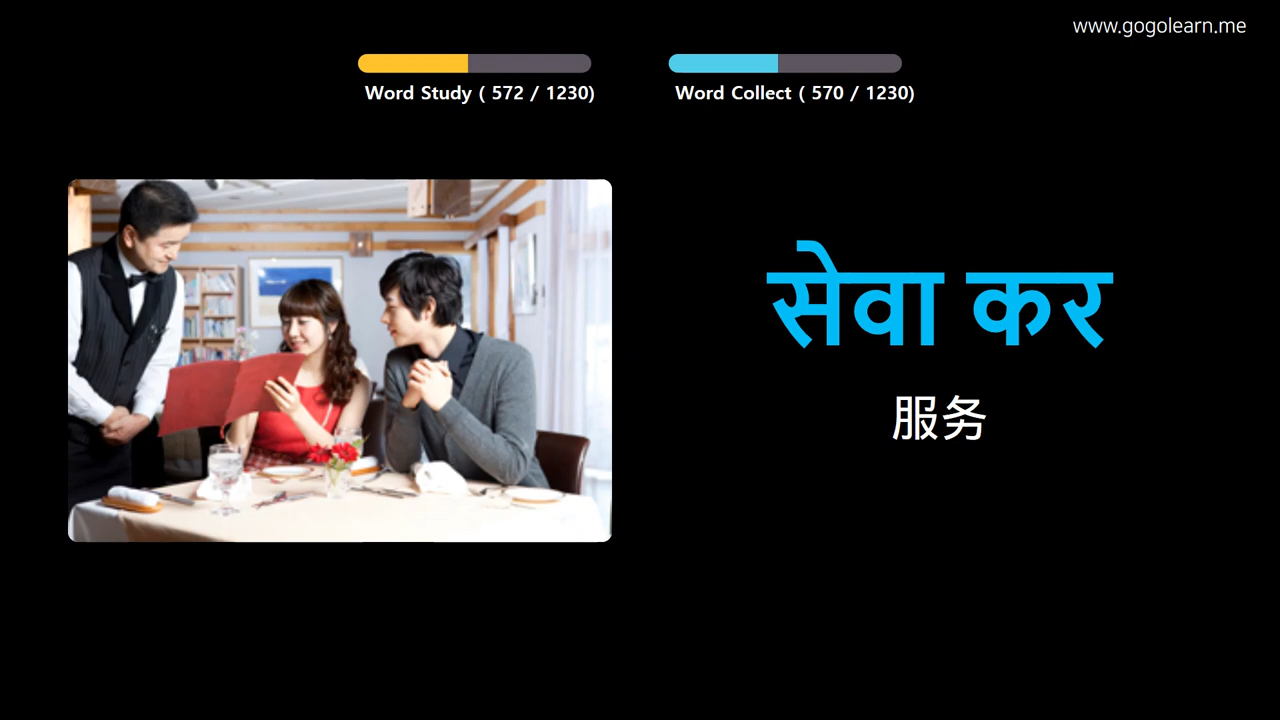 www.gogolearn.me
Word Study ( 572 / 1230)
Word Collect ( 570 / 1230)
सेवा कर
服务